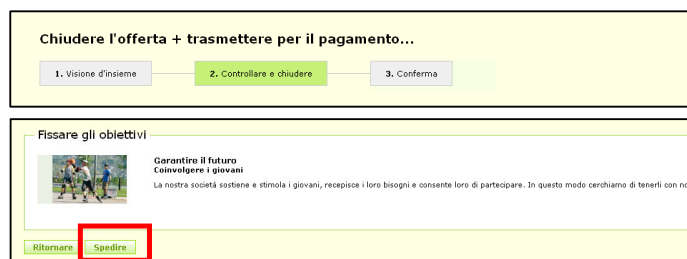 Chiudere l'offerta + trasmettere per il pagamento...
1. Visione d'insieme
2. Controllare e chiudere
3. Conferma
Fissare gli obiettivi
Garantire il futuro
Coinvolgere i giovani
La nostra società sostiene e stimola i giovani, recepisce i loro bisogni e consente loro di partecipare. In questo modo cerchiamo di tenerli con
Ritornare
Spedire